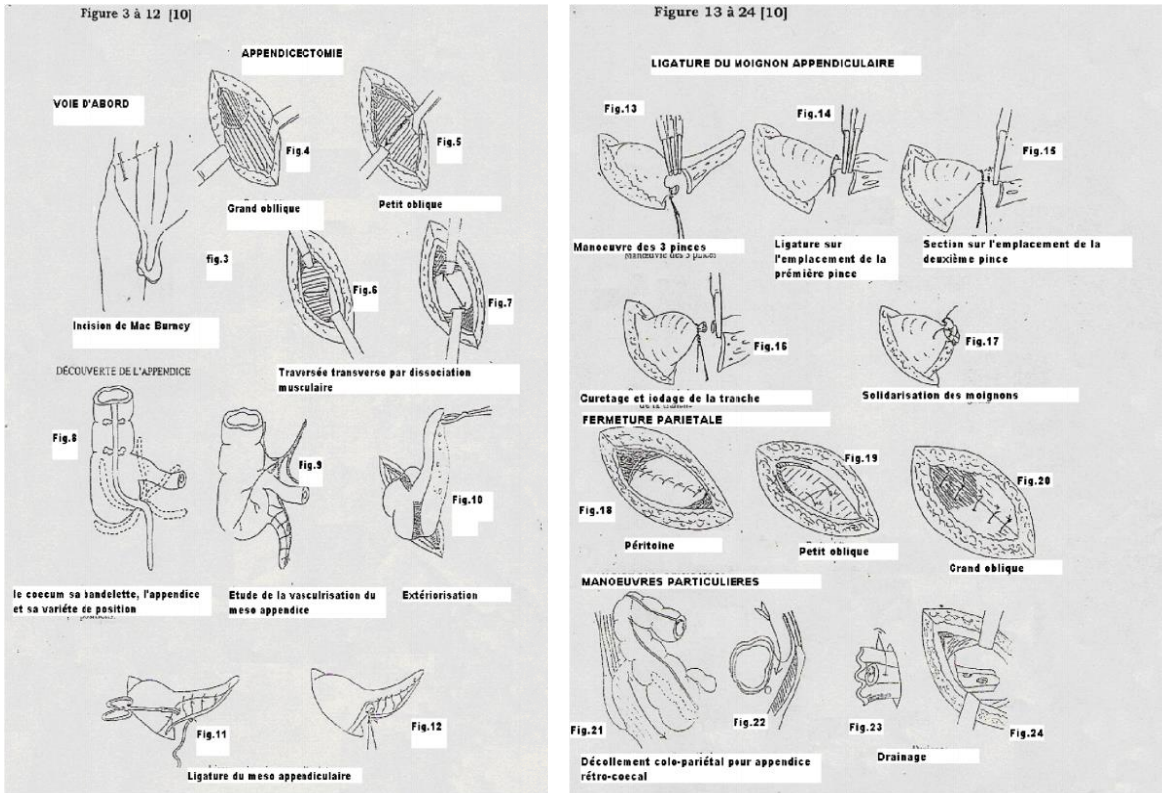 Figure 3 à 12 [10]
APPENDICECTOMIE
VOIE D'ABORD
Fig.4
Fig.5
Grand obllique
Petit oblique
fig.3
Fig.6
Fig.7
Incision de Mac Burney
Traversée transverse par dissociation
musculaire
DÉCOUVERTE DE L'APPENDICE
Fig.8
Fig.9
Fig.10
le coecum sa bandelette, l'appendice
et sa variéte de position
Etude de la vasculrisation du
meso appendice
Extériorisation
Fig.11
Fig.12
Ligature du meso appendiculaire
Figure 13 à 24 [10]
LIGATURE DU MOIGNON APPENDICULAIRE
Fig.13
Fig.14
Fig.15
Manoeuvre des 3 pinces
Manœuvre des 3 pinces
Ligature sur
l'emplacement de la
prémière pince
Section sur l'emplacement de la
deuxième pince
Fig.16
Fig.17
Curetage et iodage de la tranche
Solidarisation des moignons
FERMETURE PARIETALE
Fig.18
Fig.19
Fig.20
Péritoine
Petit oblique
Grand oblique
MANOEUVRES PARTICULIERES
Fig.21
Fig.22
Fig.23
Fig.24
Décollement colo-pariétal pour appendice
rétro-coecal
Drainage